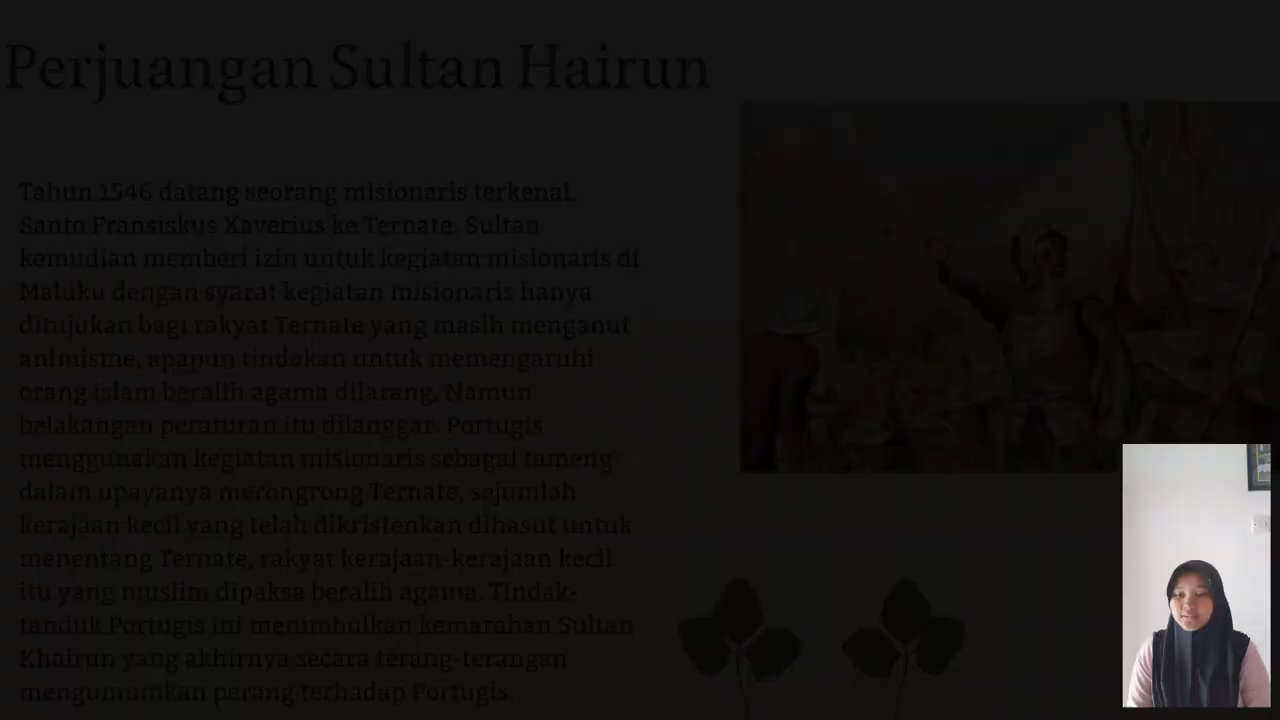 Perjuangan Sultan Hairun
Tahun 1546 datang seorang misionaris terkenal,
Santo Fransiskus Xaverius ke Ternate. Sultan
kemudian memberi izin untuk kegiatan misionaris di
Maluku dengan syarat kegiatan misionaris hanya
ditujukan bagi rakyat Ternate yang masih menganut
animisme, apapun tindakan untuk memengaruhi
orang islam beralih agama dilarang. Namun
belakangan peraturan itu dilanggar. Portugis
menggunakan kegiatan misionaris sebagai tameng
dalam upayanya merongrong Ternate, sejumlah
kerajaan kecil yang telah dikristenkan dihasut untuk
menentang Ternate, rakyat kerajaan-kerajaan kecil
itu yang muslim dipaksa beralih agama. Tindak-
tanduk Portugis ini menimbulkan kemarahan Sultan
Khairun yang akhirnya secara terang-terangan
mengumumkan perang terhadap Portugis.